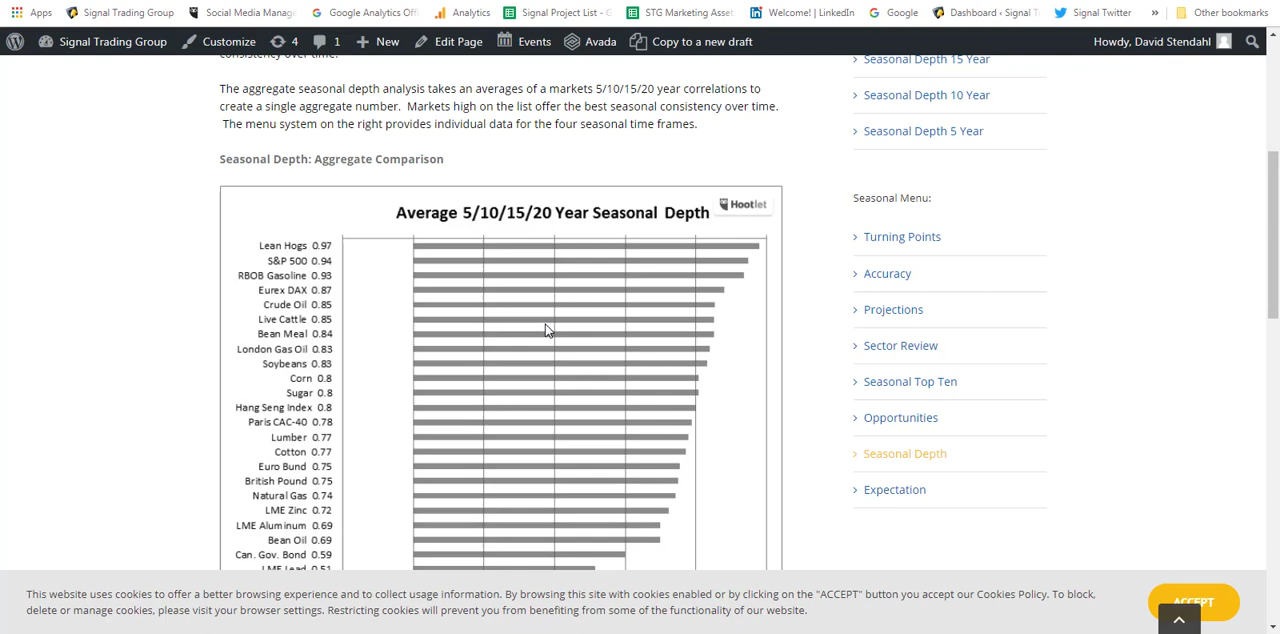 Apps Signal Trading Group Social Media Manage Google Analytics Offi Analytics Signal Project List - G STG Marketing Asset Welcome! | LinkedIn Google Dashboard ‹ Signal T Signal Twitter » Other bookmarks
Signal Trading Group Customize 4 1 New Edit Page Events Avada Copy to a new draft Howdy, David Stendahl
consistency over time.
The aggregate seasonal depth analysis takes an averages of a markets 5/10/15/20 year correlations to
create a single aggregate number. Markets high on the list offer the best seasonal consistency over time.
The menu system on the right provides individual data for the four seasonal time frames.
Seasonal Depth: Aggregate Comparison
Average 5/10/15/20 Year Seasonal Depth
Hootlet
Lean Hogs 0.97
S&P 500 0.94
RBOB Gasoline 0.93
Eurex DAX 0.87
Crude Oil 0.85
Live Cattle 0.85
Bean Meal 0.84
London Gas Oil 0.83
Soybeans 0.83
Corn 0.8
Sugar 0.8
Hang Seng Index 0.8
Paris CAC-40 0.78
Lumber 0.77
Cotton 0.77
Euro Bund 0.75
British Pound 0.75
Natural Gas 0.74
LME Zinc 0.72
LME Aluminum 0.69
Bean Oil 0.69
Can. Gov. Bond 0.59
LME Lead 0.51
Seasonal Depth 15 Year
Seasonal Depth 10 Year
Seasonal Depth 5 Year
Seasonal Menu:
Turning Points
Accuracy
Projections
Sector Review
Seasonal Top Ten
Opportunities
Seasonal Depth
Expectation
This website uses cookies to offer a better browsing experience and to collect usage information. By browsing this site with cookies enabled or by clicking on the "ACCEPT" button you accept our Cookies Policy. To block,
delete or manage cookies, please visit your browser settings. Restricting cookies will prevent you from benefiting from some of the functionality of our website.
ACCEPT